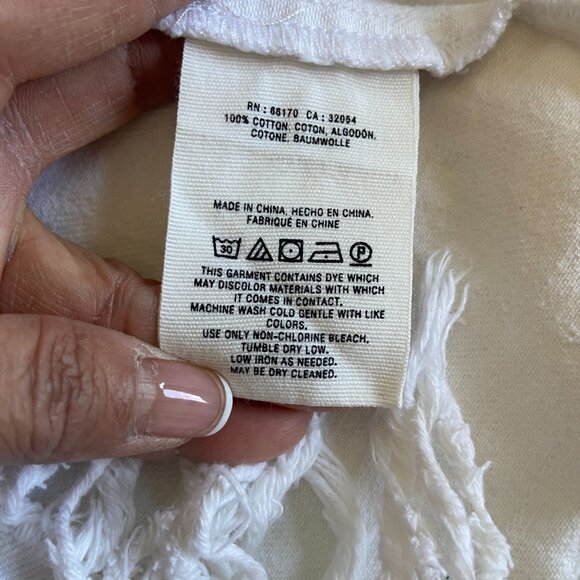 RN : 66170 CA : 32054
100% COTTON, COTON, ALGODÓN,
COTONE, BAUMWOLLE
MADE IN CHINA, HECHO EN CHINA.
FABRIQUÉ EN CHINE
30 P
THIS GARMENT CONTAINS DYE WHICH
MAY DISCOLOR MATERIALS WITH WHICH
IT COMES IN CONTACT.
MACHINE WASH COLD GENTLE WITH LIKE
COLORS.
USE ONLY NON-CHLORINE BLEACH.
TUMBLE DRY LOW.
LOW IRON AS NEEDED.
MAY BE DRY CLEANED.